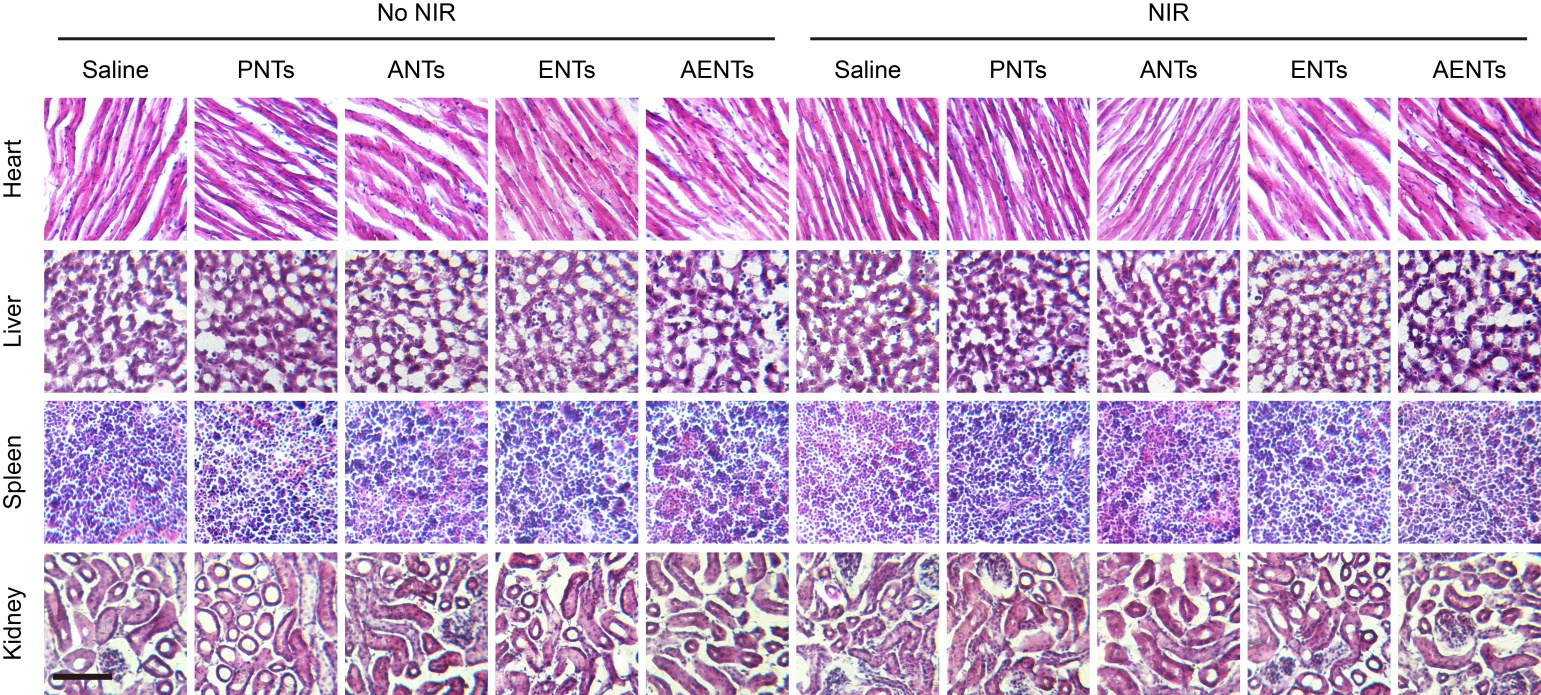 No NIR NIR
Saline PNTs ANTs ENTs AENTs Saline PNTs ANTs ENTs AENTs
Heart
Liver
Spleen
Kidney